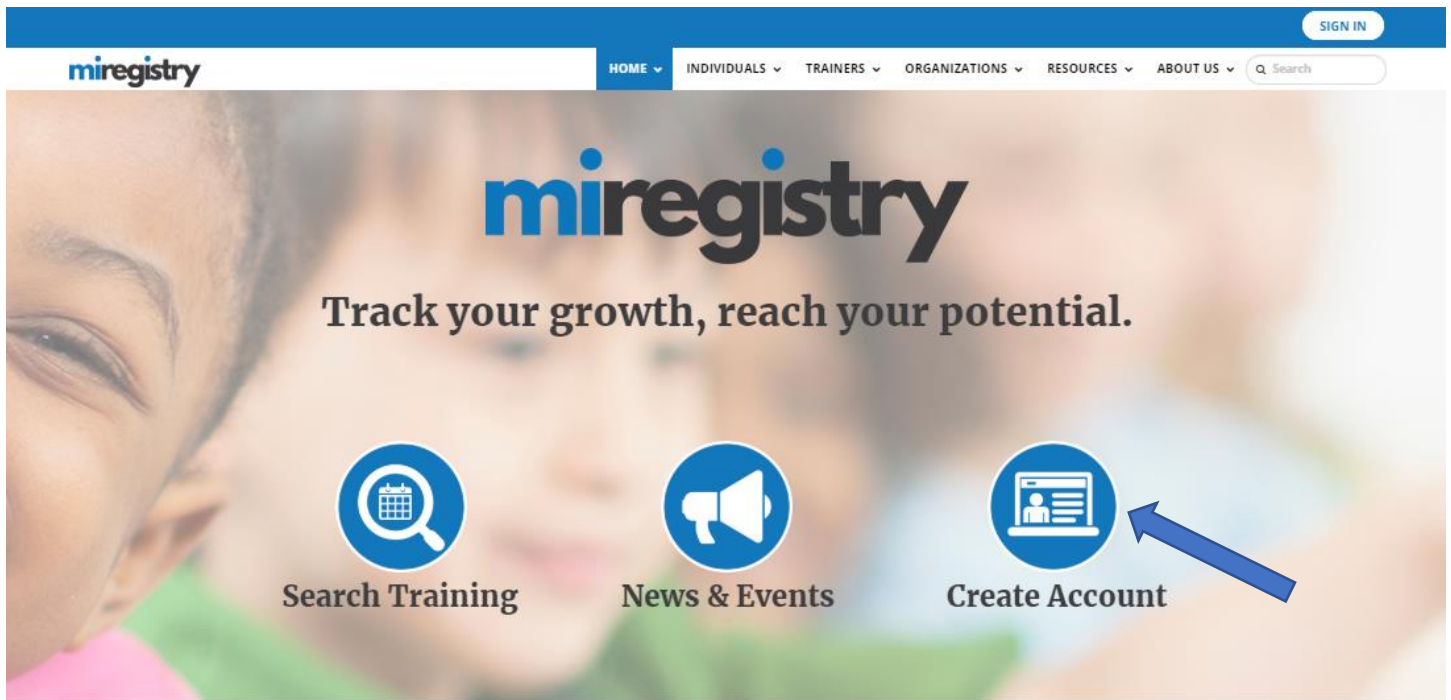 SIGN IN
miregistry
HOME INDIVIDUALS TRAINERS ORGANIZATIONS RESOURCES ABOUT US Search
miregistry
Track your growth, reach your potential.
Search Training News & Events Create Account